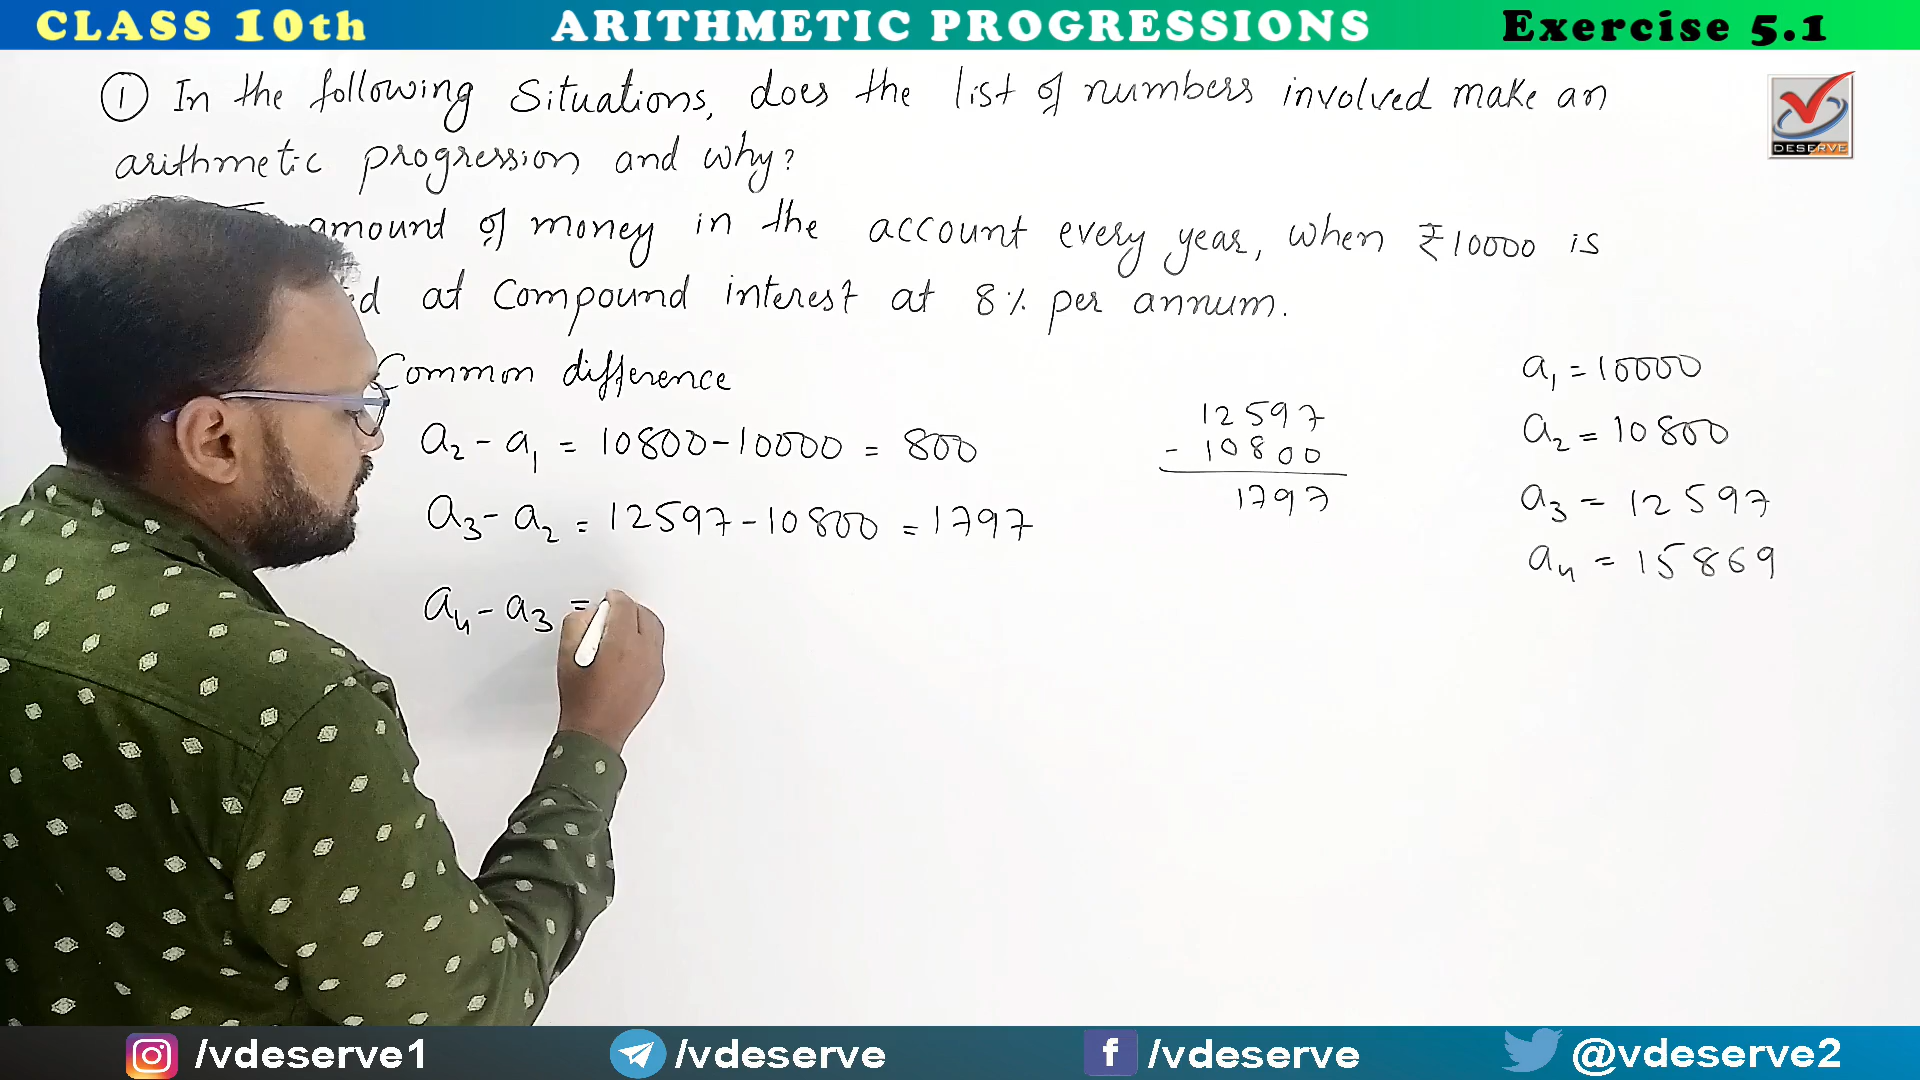 CLASS 10th ARITHMETIC PROGRESSIONS Exercise 5.1
① In the following Situations, does the list of numbers involved make an
arithmetic progression and why?
amount of money in the account every year, when ₹10000 is
at Compound interest at 8% per annum.
Common difference
a₂ - a₁ = 10800 - 10000 = 800
a₃ - a₂ = 12597 - 10800 = 1797
a₄ - a₃ =
12597
- 10800
1797
a₁ = 10000
a₂ = 10800
a₃ = 12597
a₄ = 15869
DESERVE
/vdeserve1 /vdeserve /vdeserve @vdeserve2